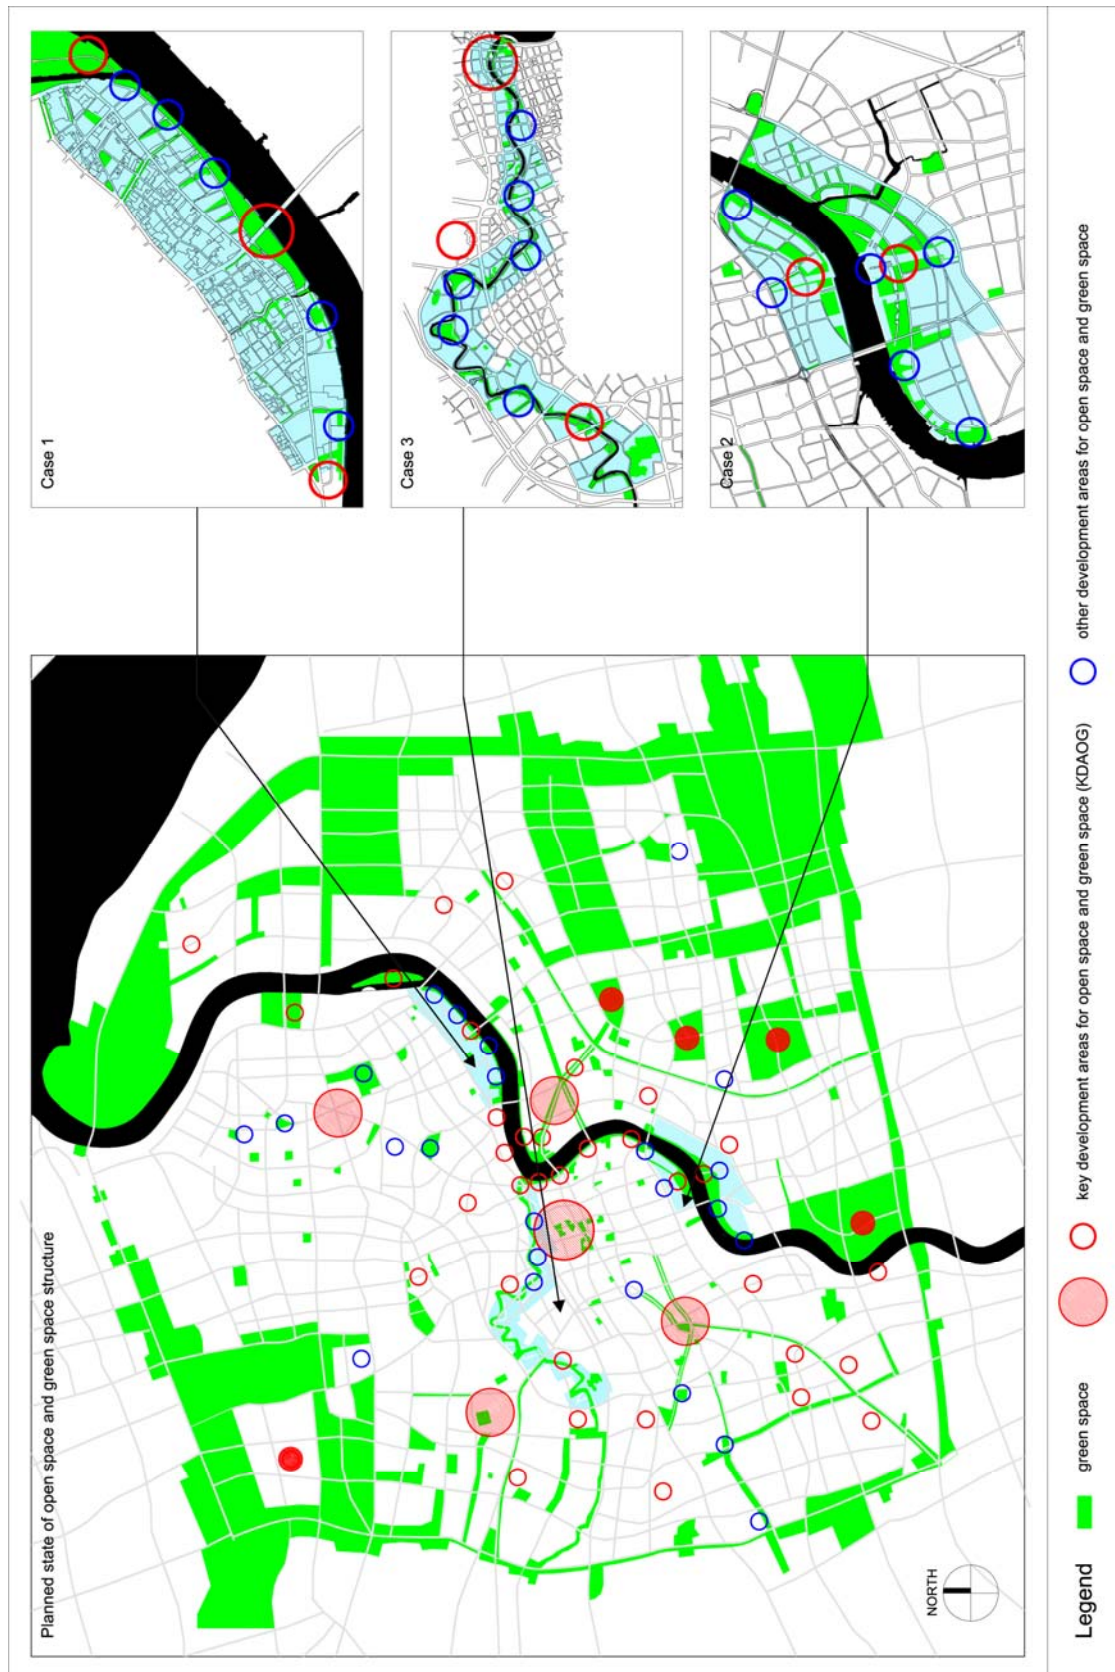 Case 1
Case 3
Case 2
Planned state of open space and green space structure
NORTH
Legend
green space
key development areas for open space and green space (KDAOG)
other development areas for open space and green space